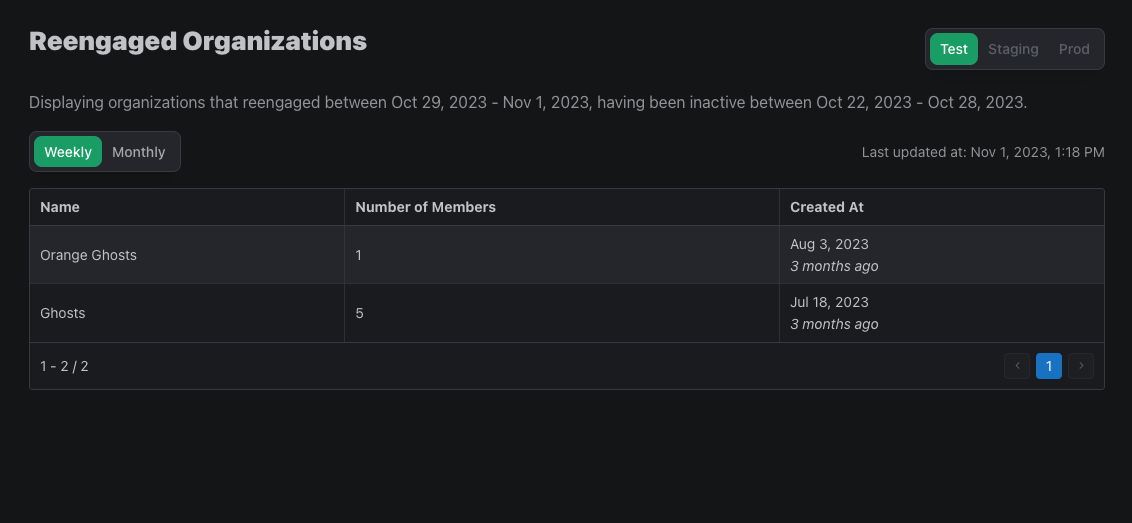 Reengaged Organizations
Test Staging Prod
Displaying organizations that reengaged between Oct 29, 2023 - Nov 1, 2023, having been inactive between Oct 22, 2023 - Oct 28, 2023.
Weekly Monthly
Last updated at: Nov 1, 2023, 1:18 PM
Name Number of Members Created At
Orange Ghosts 1 Aug 3, 2023
3 months ago
Ghosts 5 Jul 18, 2023
3 months ago
1 - 2 / 2
1